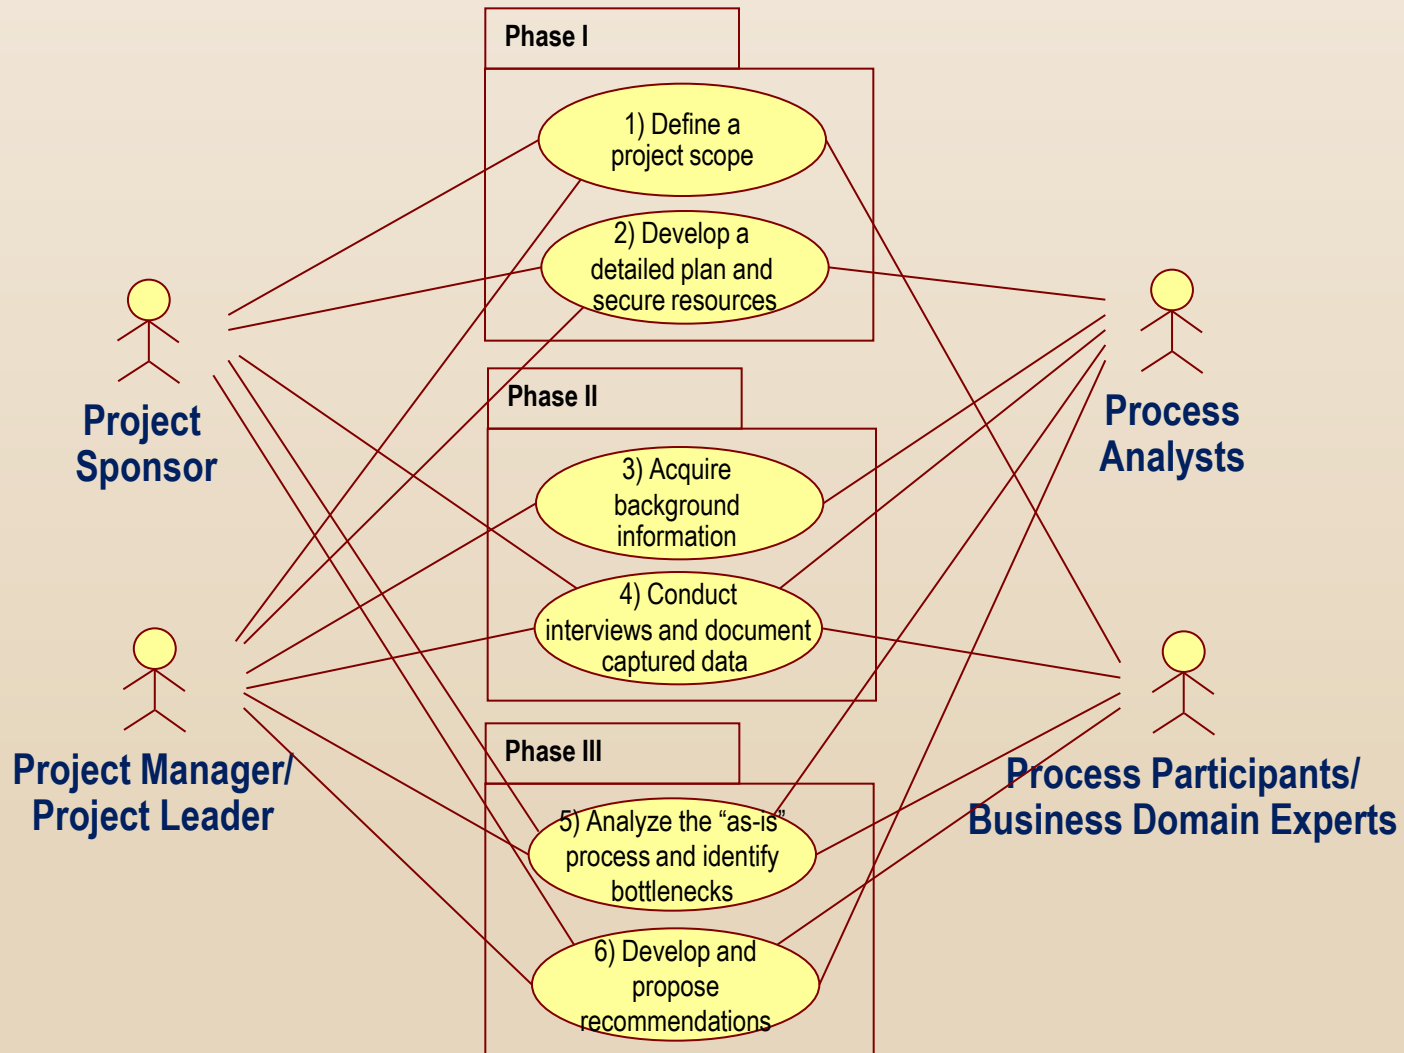 Phase I
1) Define a
project scope
2) Develop a
detailed plan and
secure resources
Project
Sponsor
Process
Analysts
Phase II
3) Acquire
background
information
4) Conduct
interviews and document
captured data
Project Manager/
Project Leader
Process Participants/
Business Domain Experts
Phase III
5) Analyze the “as-is”
process and identify
bottlenecks
6) Develop and
propose
recommendations